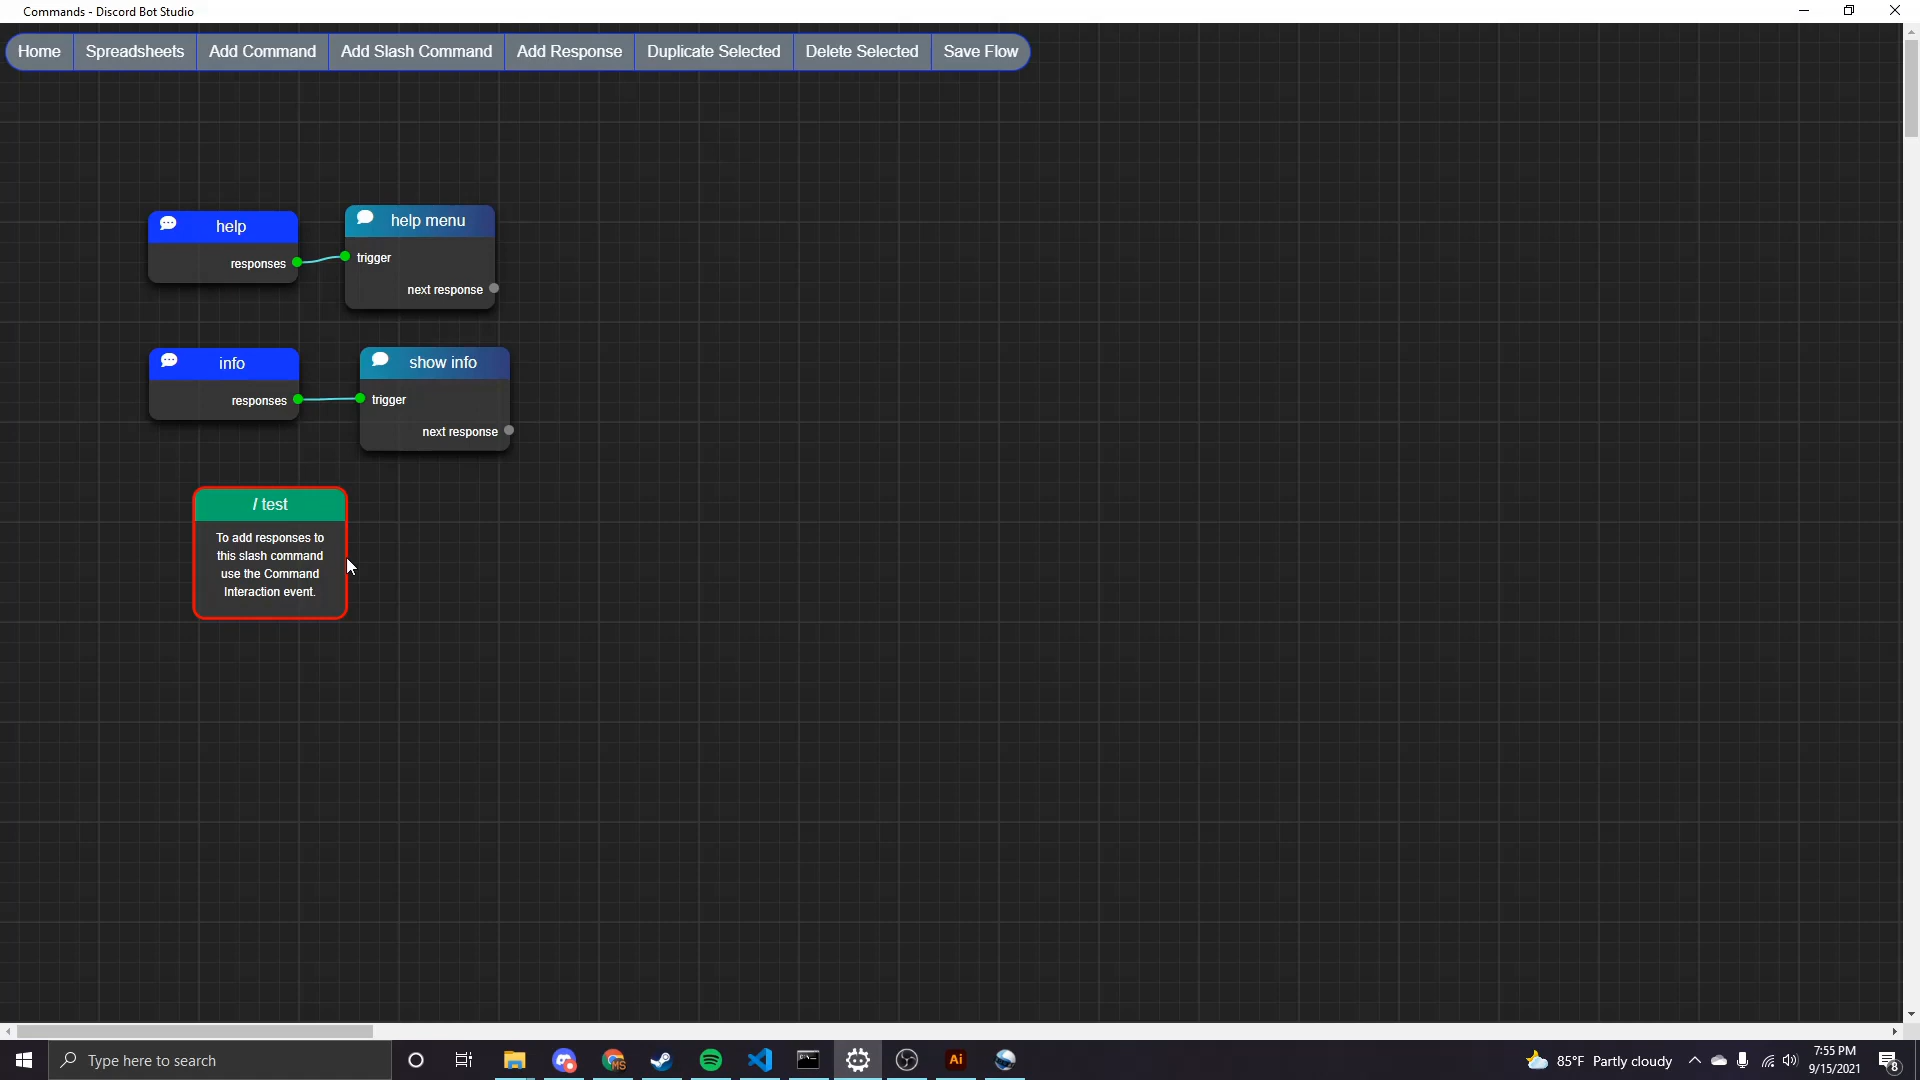 Commands - Discord Bot Studio
Home Spreadsheets Add Command Add Slash Command Add Response Duplicate Selected Delete Selected Save Flow
help
responses
help menu
trigger
next response
info
responses
show info
trigger
next response
/ test
To add responses to
this slash command
use the Command
Interaction event.
Type here to search
MS
Ai
85°F Partly cloudy
7:55 PM
9/15/2021
8